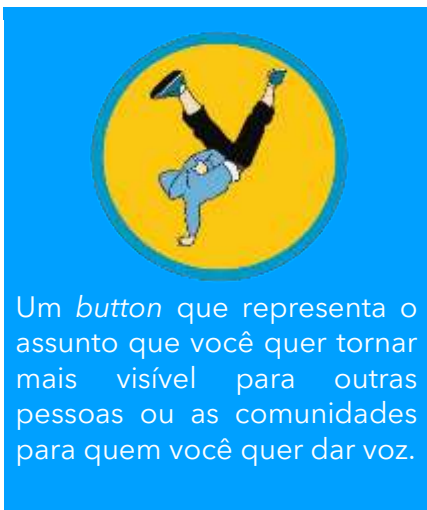 Um button que representa o
assunto que você quer tornar
mais visível para outras
pessoas ou as comunidades
para quem você quer dar voz.